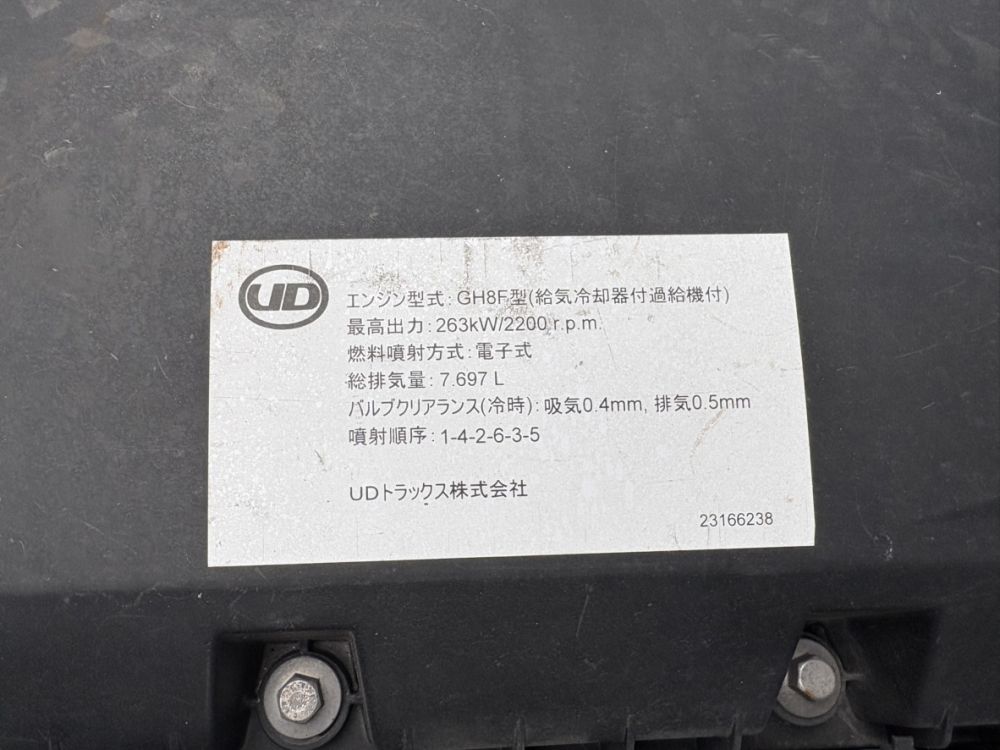 UD
エンジン型式: GH8F型(給気冷却器付過給機付)
最高出力: 263kW/2200 r.p.m.
燃料噴射方式: 電子式
総排気量: 7.697 L
バルブクリアランス(冷時): 吸気0.4mm, 排気0.5mm
噴射順序: 1-4-2-6-3-5
UDトラックス株式会社
23166238